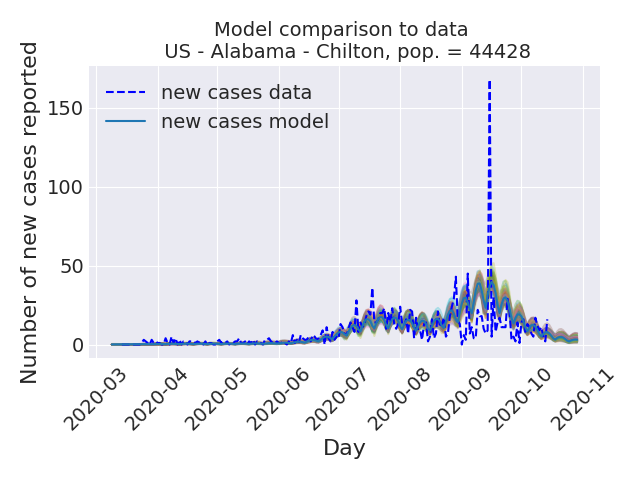 Model comparison to data
US - Alabama - Chilton, pop. = 44428
new cases data
new cases model
Number of new cases reported
150
100
50
0
2020-03
2020-04
2020-05
2020-06
2020-07
2020-08
2020-09
2020-10
2020-11
Day